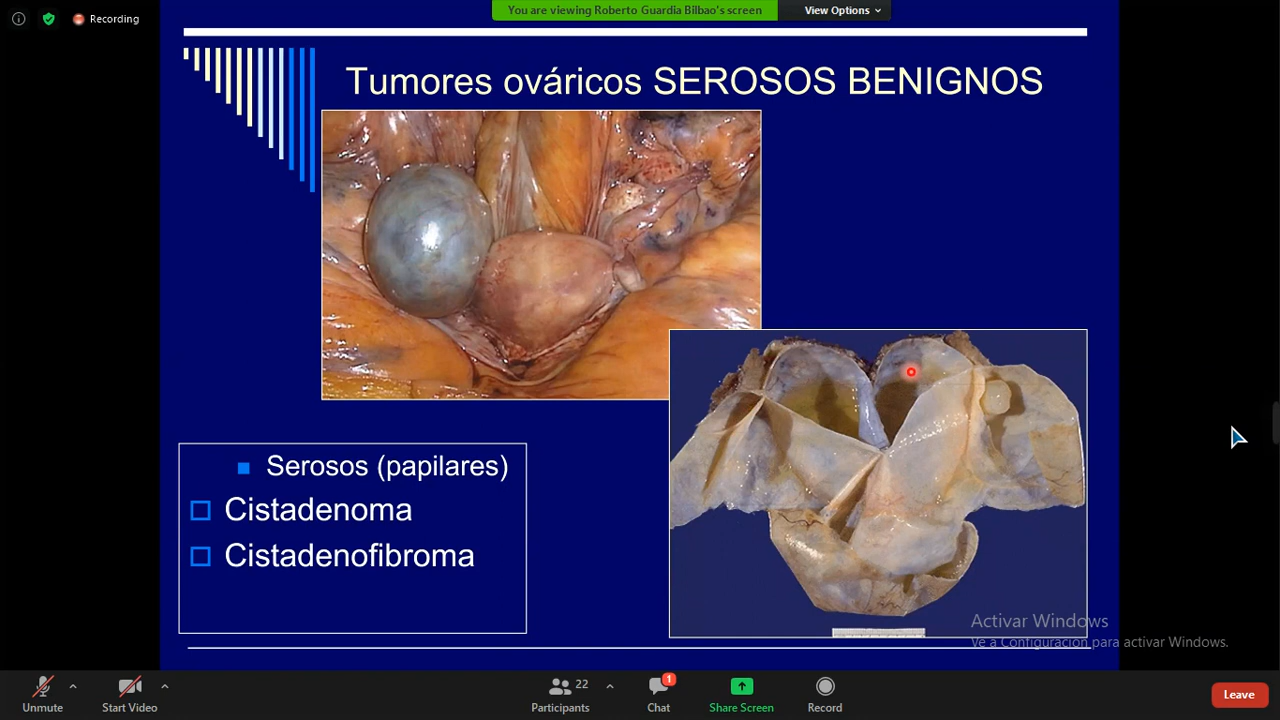 Recording
You are viewing Roberto Guardia Bilbao's screen
View Options
Tumores ováricos SEROSOS BENIGNOS
Serosos (papilares)
Cistadenoma
Cistadenofibroma
Activar Windows
Ve a Configuración para activar Windows.
Unmute
Start Video
22
Participants
1
Chat
Share Screen
Record
Leave